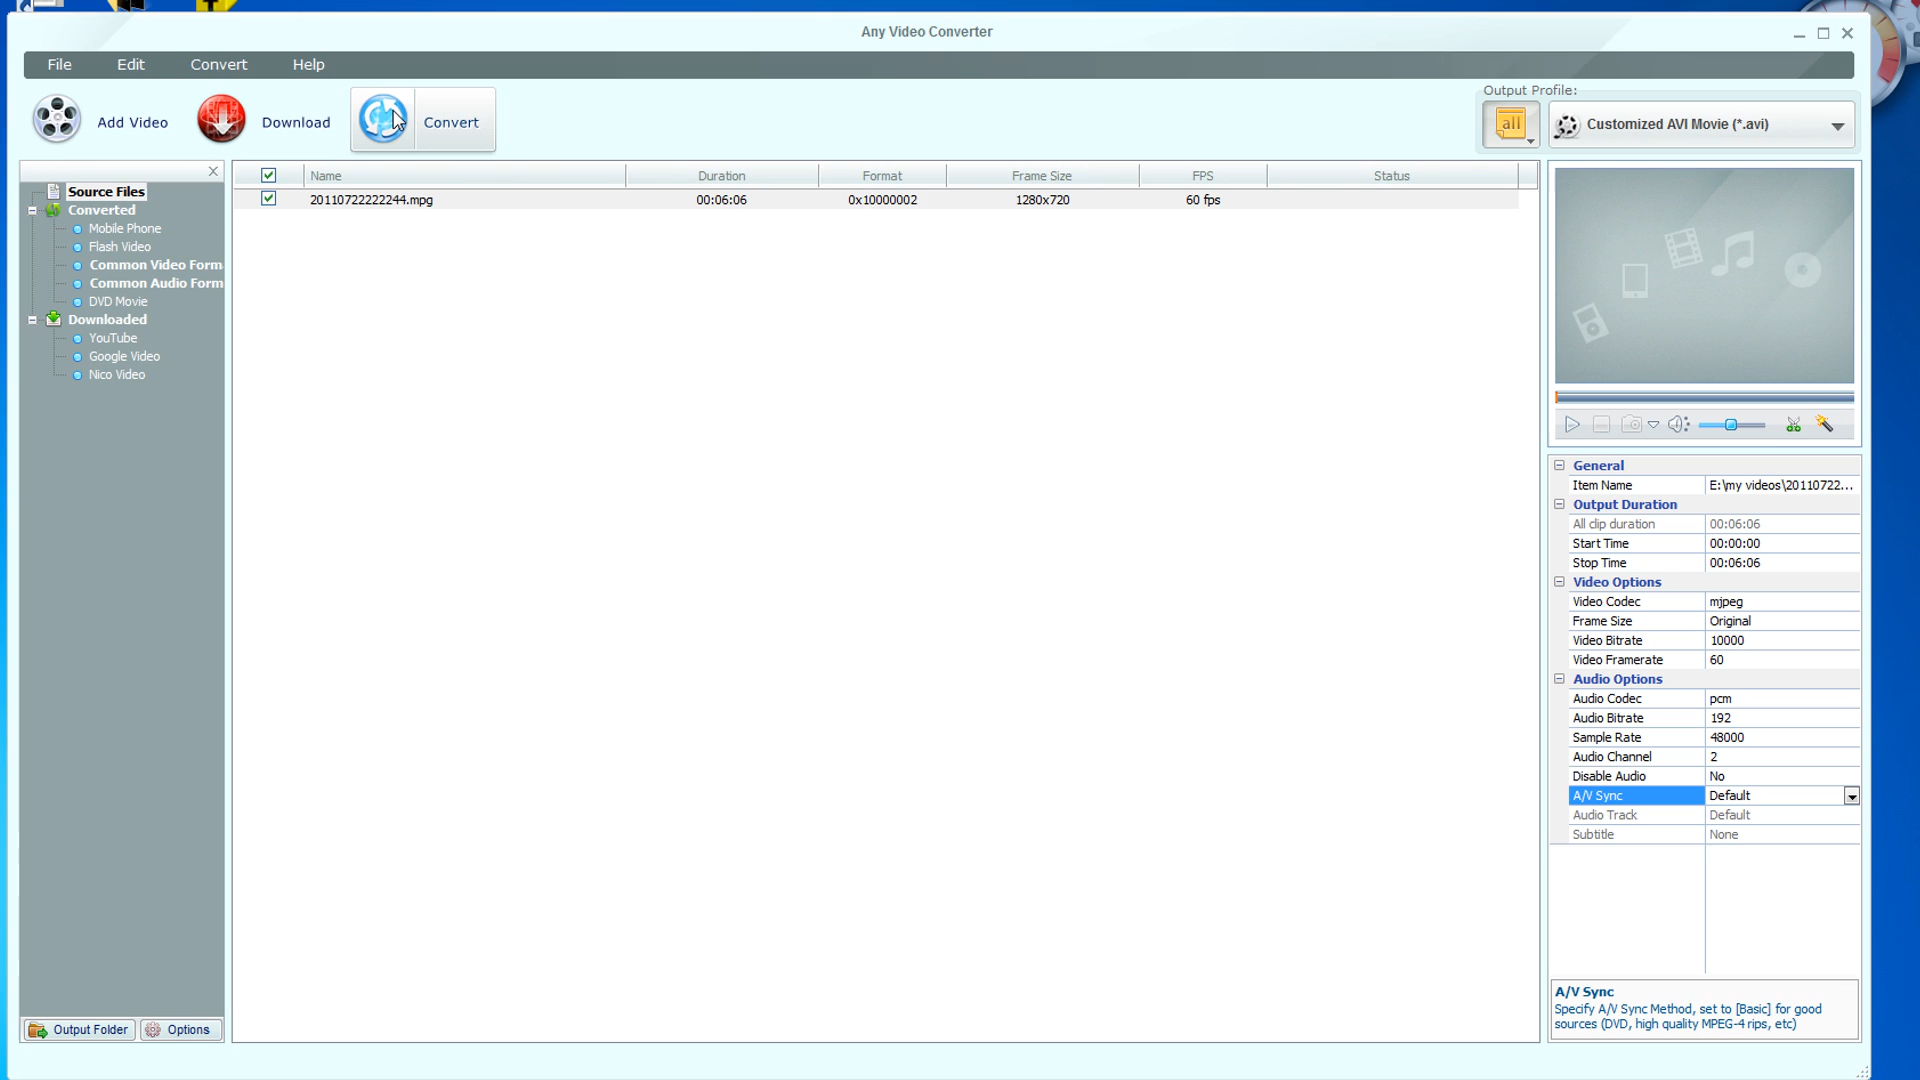 Any Video Converter
File Edit Convert Help
Add Video Download Convert
Output Profile:
all Customized AVI Movie (*.avi)
Source Files
Converted
Mobile Phone
Flash Video
Common Video Form
Common Audio Form
DVD Movie
Downloaded
YouTube
Google Video
Nico Video
Name Duration Format Frame Size FPS Status
20110722222244.mpg 00:06:06 0x10000002 1280x720 60 fps
General
Item Name E:\my videos\20110722...
Output Duration
All clip duration 00:06:06
Start Time 00:00:00
Stop Time 00:06:06
Video Options
Video Codec mjpeg
Frame Size Original
Video Bitrate 10000
Video Framerate 60
Audio Options
Audio Codec pcm
Audio Bitrate 192
Sample Rate 48000
Audio Channel 2
Disable Audio No
A/V Sync Default
Audio Track Default
Subtitle None
A/V Sync
Specify A/V Sync Method, set to [Basic] for good
sources (DVD, high quality MPEG-4 rips, etc)
Output Folder Options